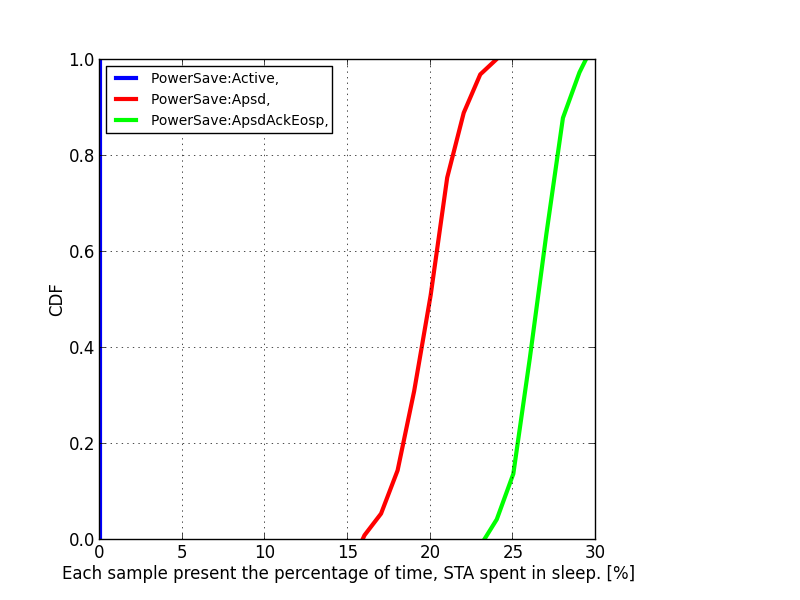 1.0
0.8
0.6
0.4
0.2
0.0
CDF
PowerSave:Active,
PowerSave:Apsd,
PowerSave:ApsdAckEosp,
0 5 10 15 20 25 30
Each sample present the percentage of time, STA spent in sleep. [%]